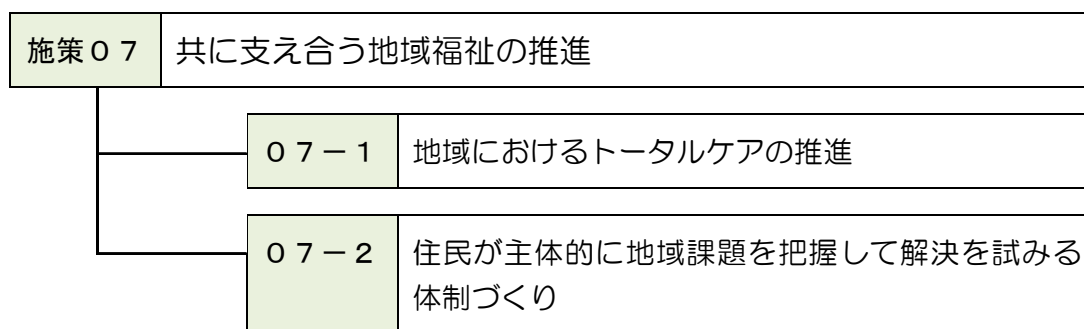 施策０７ 共に支え合う地域福祉の推進
０７－１ 地域におけるトータルケアの推進
０７－２ 住民が主体的に地域課題を把握して解決を試みる
体制づくり